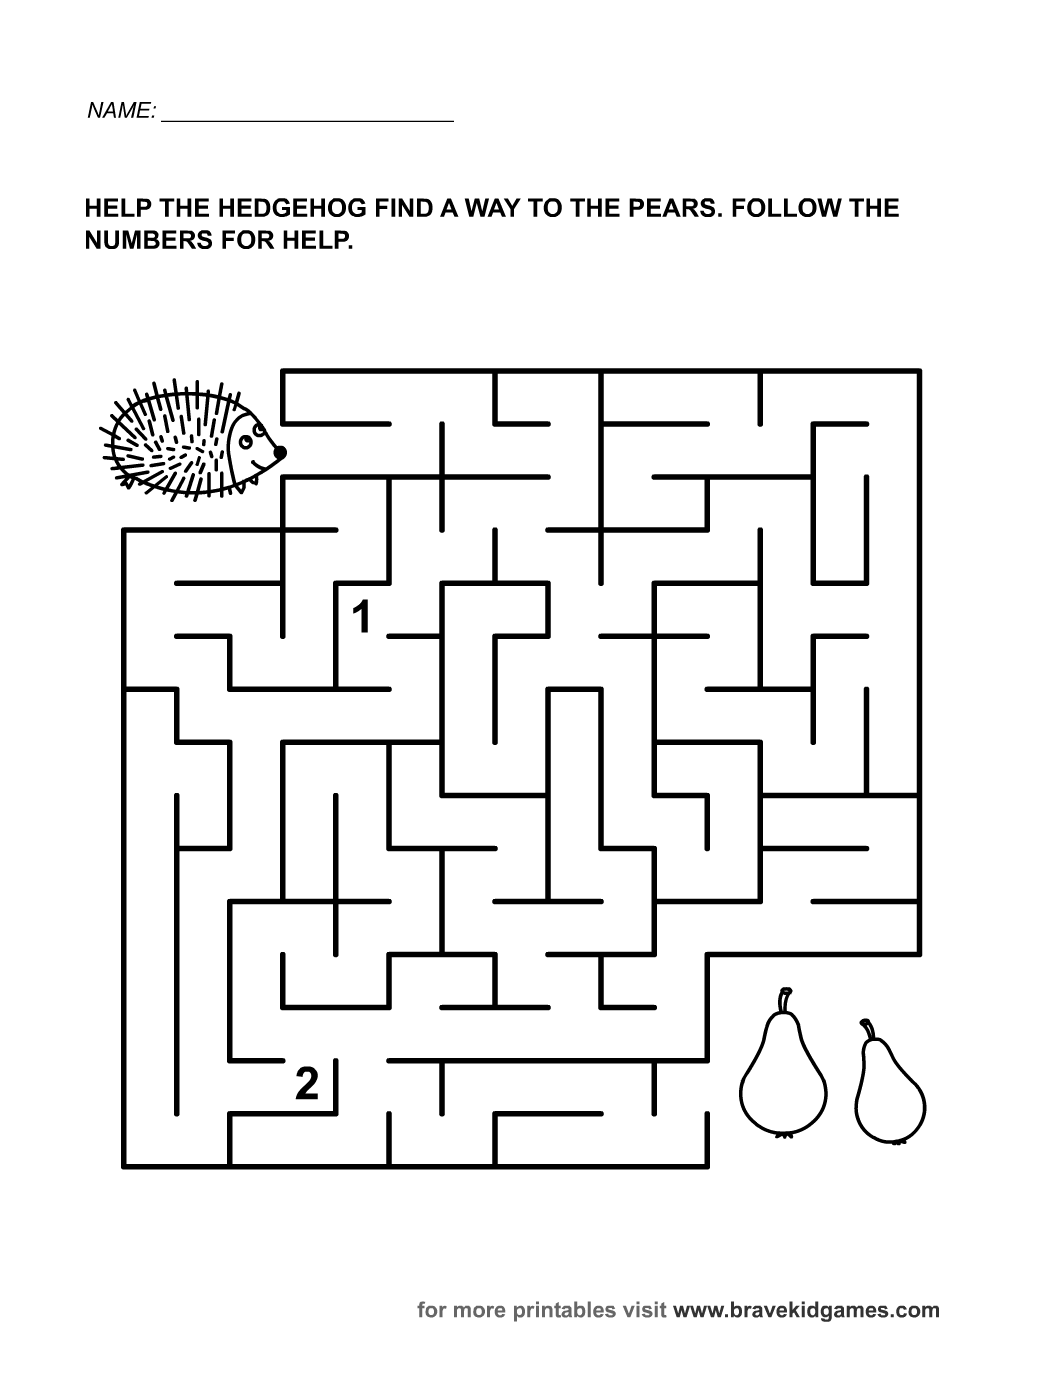 NAME: ________________________
HELP THE HEDGEHOG FIND A WAY TO THE PEARS. FOLLOW THE
NUMBERS FOR HELP.
1
2
for more printables visit www.bravekidgames.com